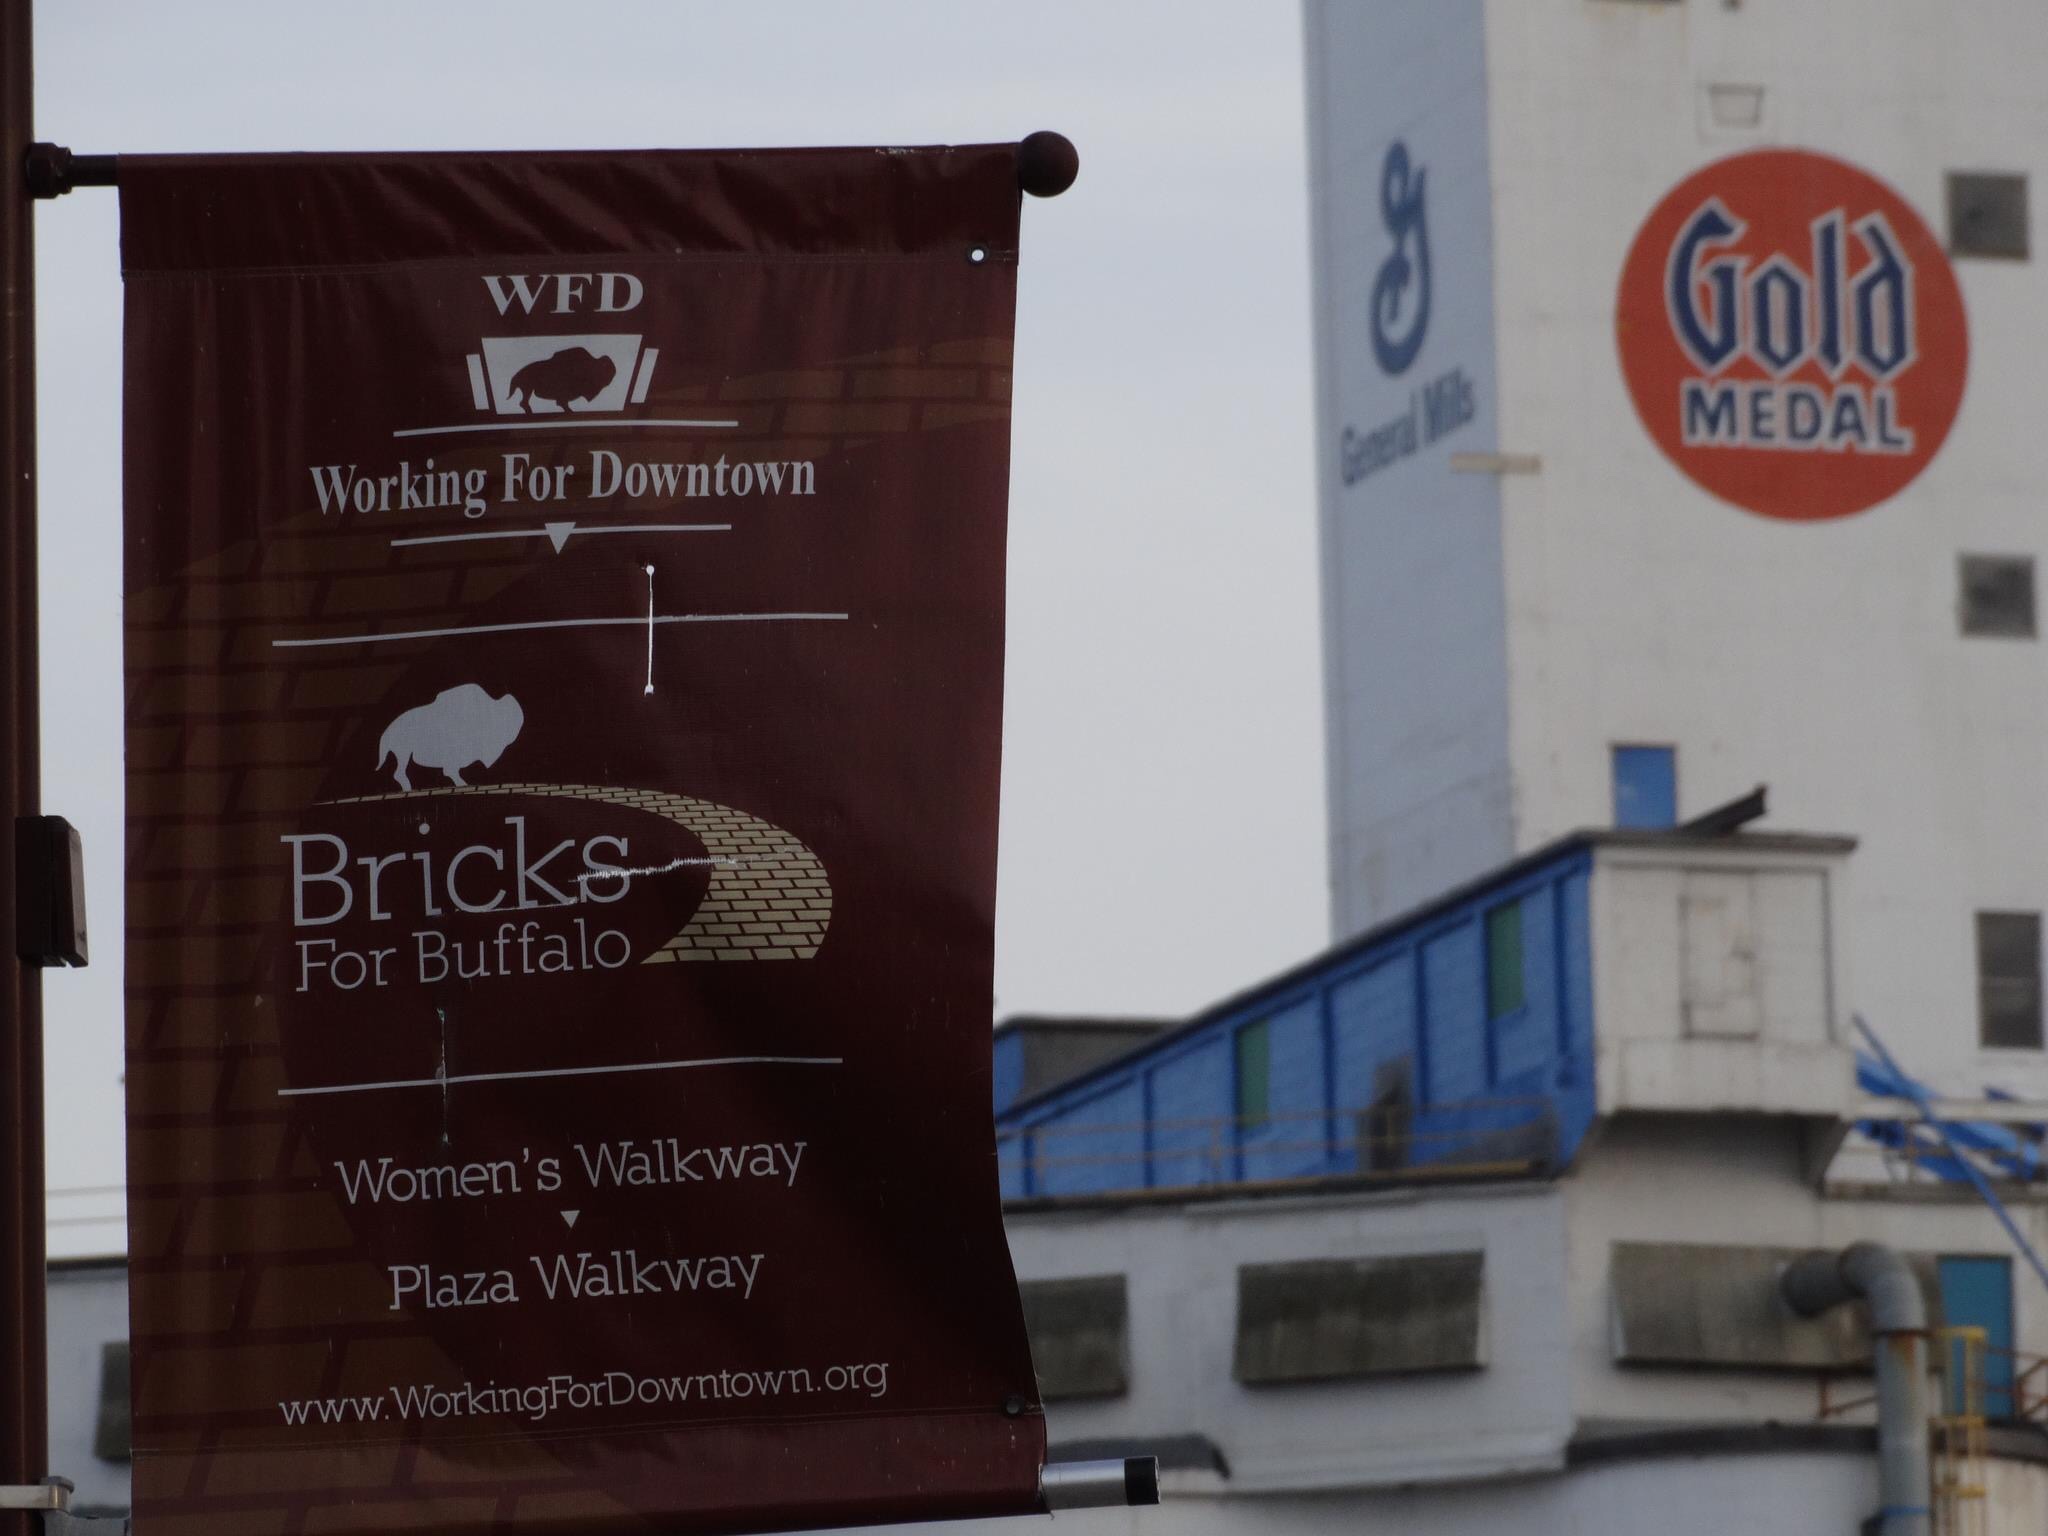 WFD
Working For Downtown
Bricks
For Buffalo
Women's Walkway
Plaza Walkway
www.WorkingForDowntown.org
G
General Mills
Gold
MEDAL